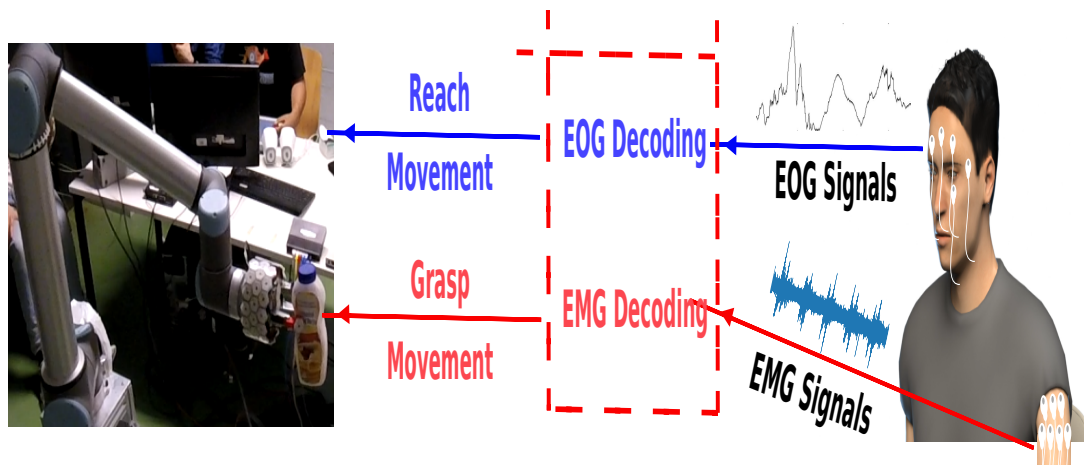 Reach
Movement
EOG Decoding
EOG Signals
Grasp
Movement
EMG Decoding
EMG Signals